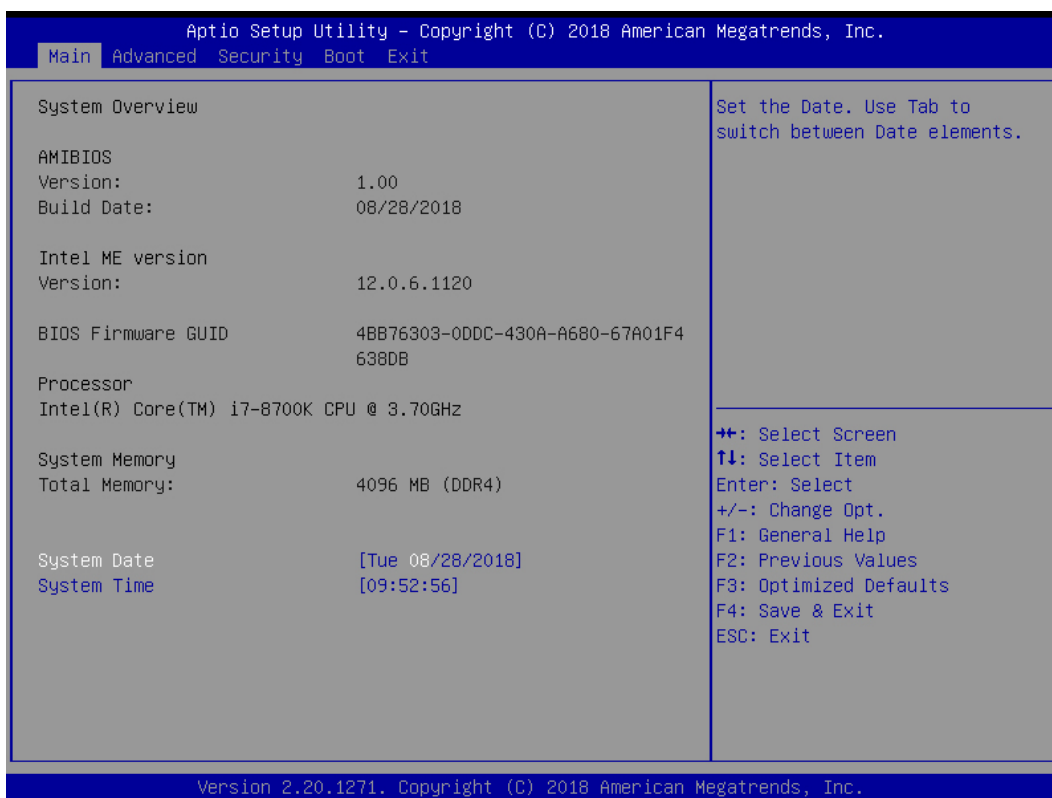 Aptio Setup Utility – Copyright (C) 2018 American Megatrends, Inc.
Main Advanced Security Boot Exit
System Overview
AMIBIOS
Version: 1.00
Build Date: 08/28/2018
Intel ME version
Version: 12.0.6.1120
BIOS Firmware GUID 4BB76303-0DDC-430A-A680-67A01F4
638DB
Processor
Intel(R) Core(TM) i7-8700K CPU @ 3.70GHz
System Memory
Total Memory: 4096 MB (DDR4)
System Date [Tue 08/28/2018]
System Time [09:52:56]
Set the Date. Use Tab to
switch between Date elements.
→←: Select Screen
↑↓: Select Item
Enter: Select
+/-: Change Opt.
F1: General Help
F2: Previous Values
F3: Optimized Defaults
F4: Save & Exit
ESC: Exit
Version 2.20.1271. Copyright (C) 2018 American Megatrends, Inc.